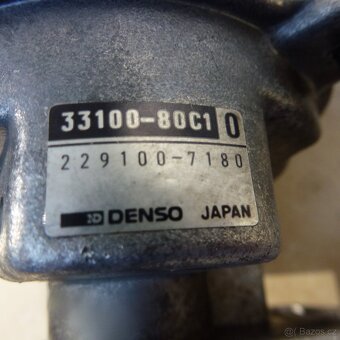 33100-80C1 0
229100-7180
DENSO JAPAN
© Bazos.cz